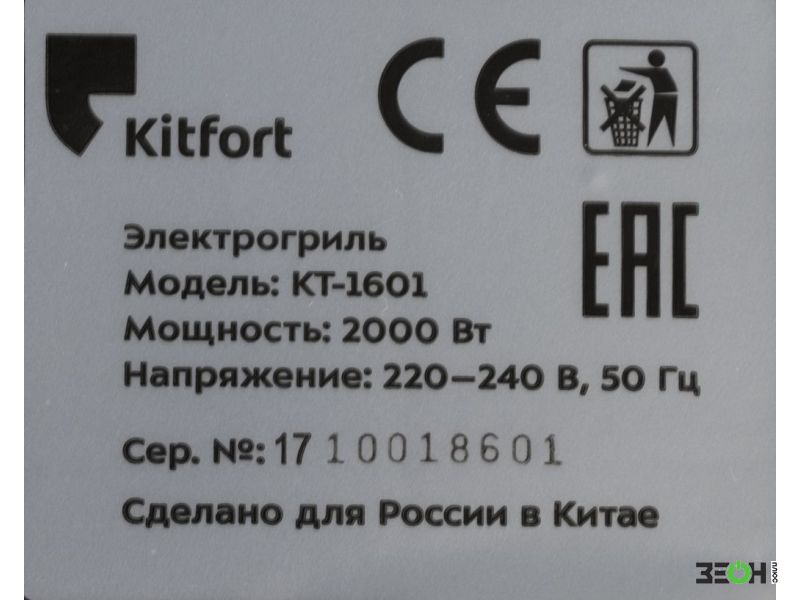 Kitfort
CE
EAC
Электрогриль
Модель: КТ-1601
Мощность: 2000 Вт
Напряжение: 220–240 В, 50 Гц
Сер. №: 17 10018601
Сделано для России в Китае
ЗЕОН
плюс